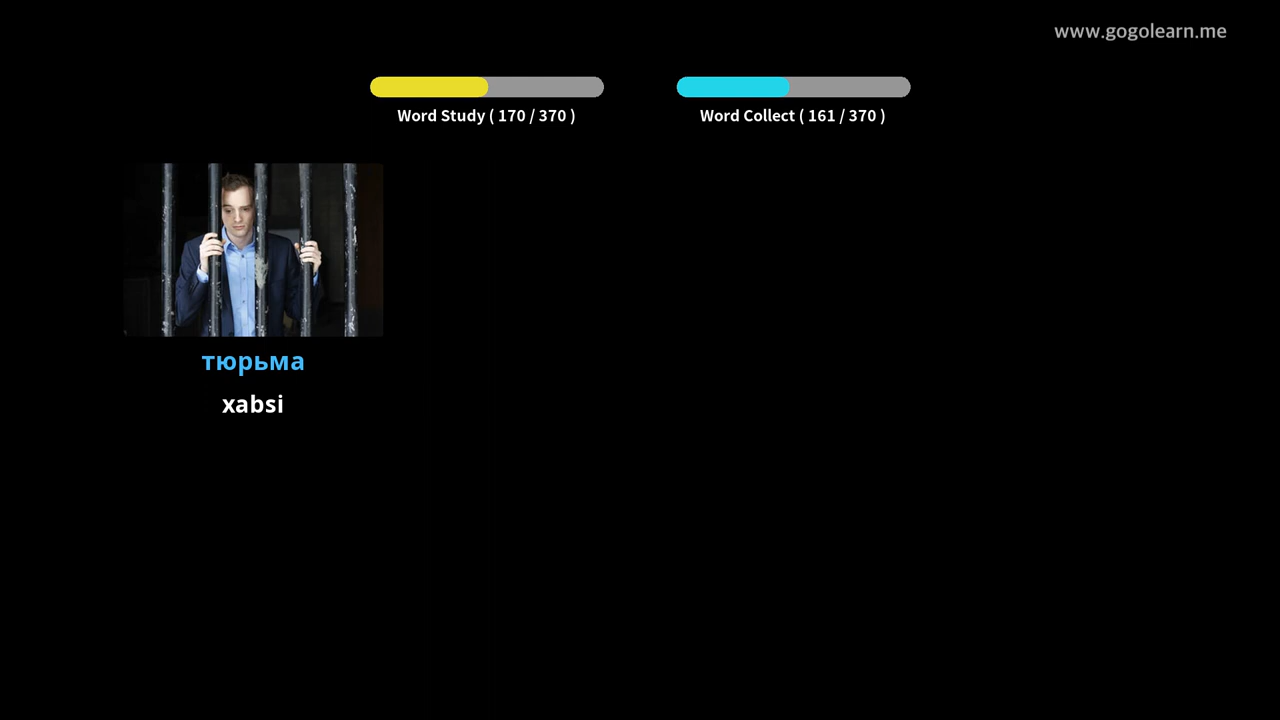 www.gogolearn.me
Word Study ( 170 / 370 )
Word Collect ( 161 / 370 )
тюрьма
xabsi